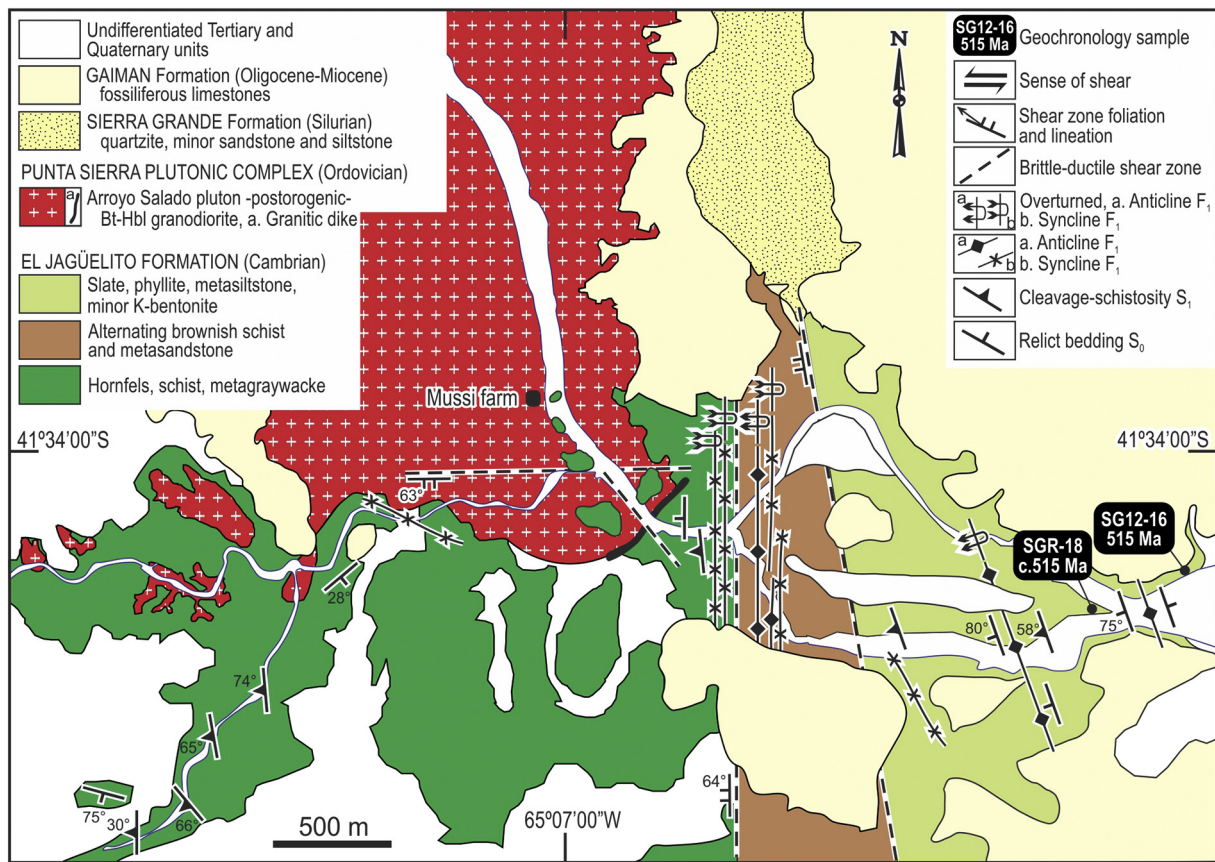 Undifferentiated Tertiary and
Quaternary units
GAIMAN Formation (Oligocene-Miocene)
fossiliferous limestones
SIERRA GRANDE Formation (Silurian)
quartzite, minor sandstone and siltstone
PUNTA SIERRA PLUTONIC COMPLEX (Ordovician)
a
Arroyo Salado pluton -postorogenic-
Bt-Hbl granodiorite, a. Granitic dike
EL JAGÜELITO FORMATION (Cambrian)
Slate, phyllite, metasiltstone,
minor K-bentonite
Alternating brownish schist
and metasandstone
Hornfels, schist, metagraywacke
N
SG12-16
515 Ma
Geochronology sample
Sense of shear
Shear zone foliation
and lineation
Brittle-ductile shear zone
a
b
Overturned, a. Anticline F₁
b. Syncline F₁
a
b
a. Anticline F₁
b. Syncline F₁
Cleavage-schistosity S₁
Relict bedding S₀
Mussi farm
41º34'00"S
41º34'00"S
63°
SG12-16
515 Ma
SGR-18
c.515 Ma
28°
80°
58°
75°
74°
65°
64°
75°
30°
66°
500 m
65º07'00"W